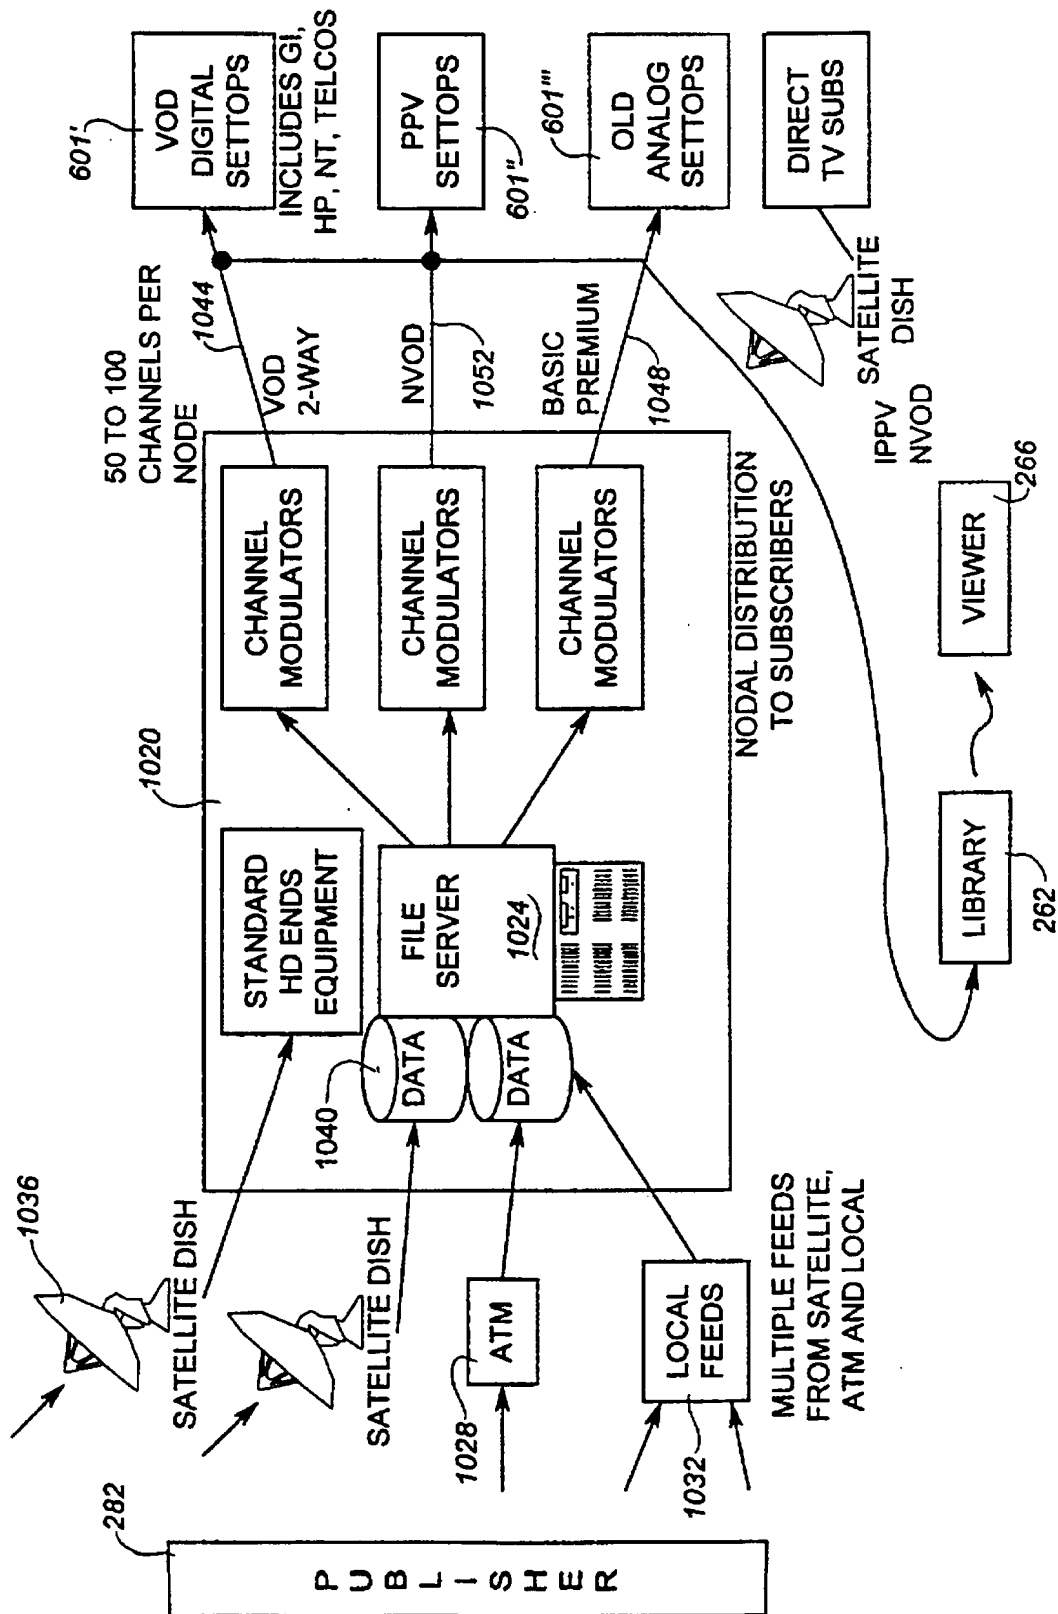 282
PUBLISHER
1036
SATELLITE DISH
SATELLITE DISH
1028
ATM
1032
LOCAL
FEEDS
MULTIPLE FEEDS
FROM SATELLITE,
ATM AND LOCAL
1020
STANDARD
HD ENDS
EQUIPMENT
1040
DATA
DATA
FILE
SERVER
1024
CHANNEL
MODULATORS
CHANNEL
MODULATORS
CHANNEL
MODULATORS
NODAL DISTRIBUTION
TO SUBSCRIBERS
50 TO 100
CHANNELS PER
NODE
1044
VOD
2-WAY
NVOD
1052
BASIC
PREMIUM
1048
601'
VOD
DIGITAL
SETTOPS
INCLUDES GI,
HP, NT, TELCOS
PPV
SETTOPS
601"
601'"
OLD
ANALOG
SETTOPS
DIRECT
TV SUBS
SATELLITE
DISH
IPPV
NVOD
LIBRARY
262
VIEWER
266